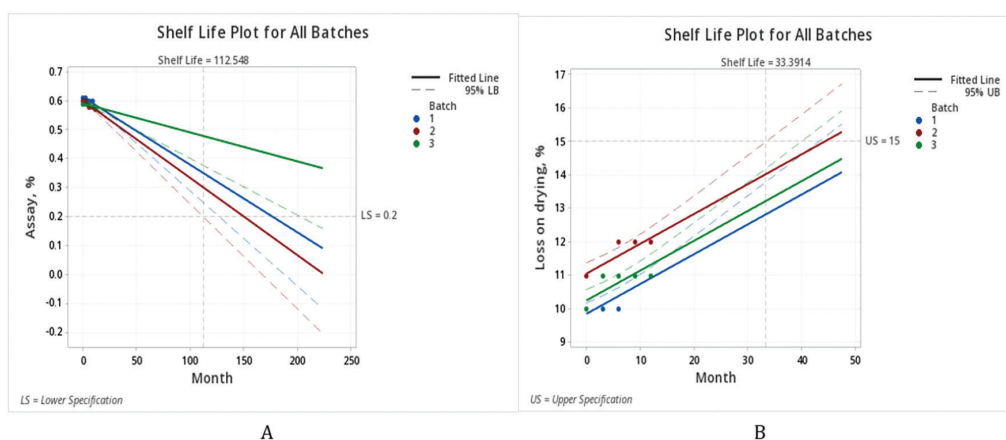 Shelf Life Plot for All Batches
Shelf Life = 112.548
0.7
0.6
0.5
0.4
0.3
0.2
0.1
0.0
-0.1
-0.2
Assay, %
LS = 0.2
0
50
100
150
200
250
Month
Fitted Line
95% LB
Batch
1
2
3
LS = Lower Specification
A
Shelf Life Plot for All Batches
Shelf Life = 33.3914
17
16
15
14
13
12
11
10
9
Loss on drying, %
US = 15
0
10
20
30
40
50
Month
Fitted Line
95% UB
Batch
1
2
3
US = Upper Specification
B